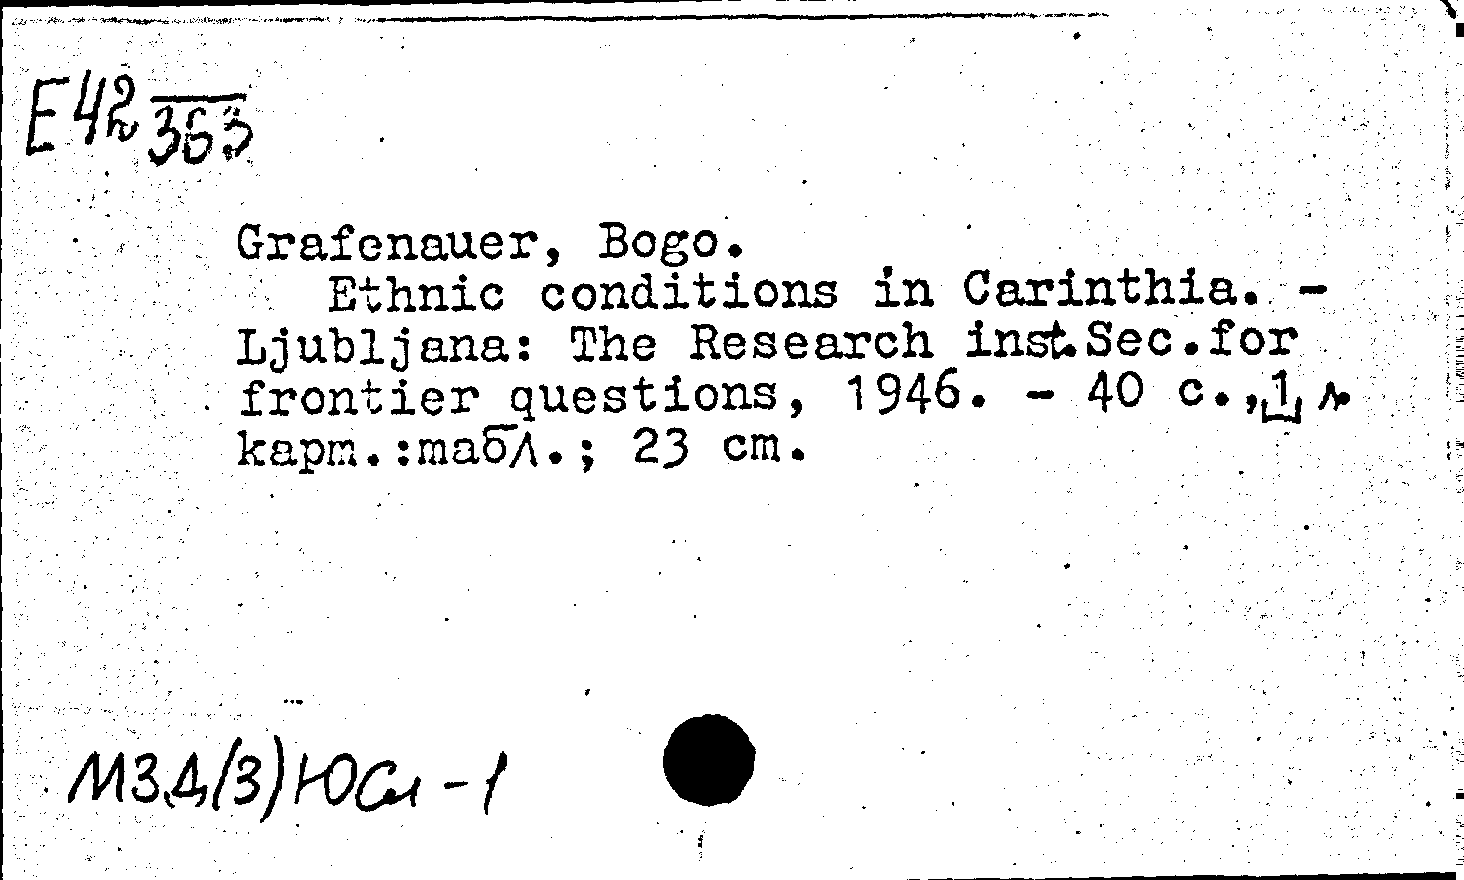 E42 363
Grafenauer, Bogo.
Ethnic conditions in Carinthia. -
Ljubljana: The Research inst.Sec.for
frontier questions, 1946. - 40 c.,[1] л.
карт.:табл.; 23 cm.
МЗД(3)ЮСл-1